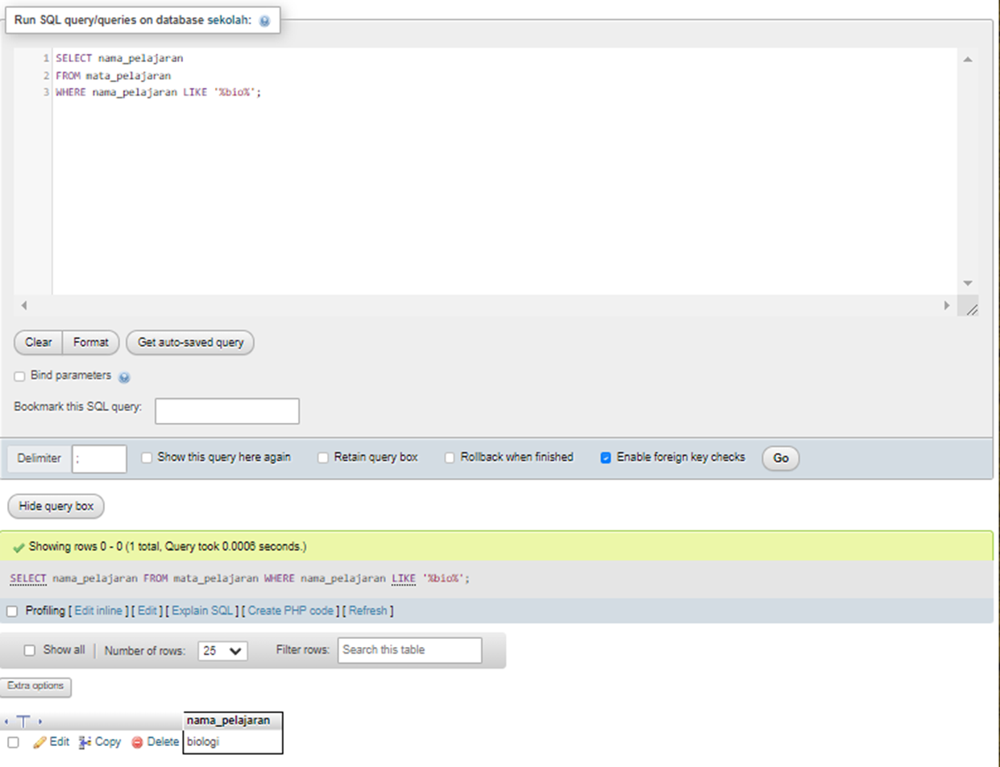 Run SQL query/queries on database sekolah:
1 SELECT nama_pelajaran
2 FROM mata_pelajaran
3 WHERE nama_pelajaran LIKE '%bio%';
Clear Format Get auto-saved query
Bind parameters
Bookmark this SQL query:
Delimiter ; Show this query here again Retain query box Rollback when finished Enable foreign key checks Go
Hide query box
Showing rows 0 - 0 (1 total, Query took 0.0006 seconds.)
SELECT nama_pelajaran FROM mata_pelajaran WHERE nama_pelajaran LIKE '%bio%';
Profiling [ Edit inline ] [ Edit ] [ Explain SQL ] [ Create PHP code ] [ Refresh ]
Show all | Number of rows: 25 Filter rows: Search this table
Extra options
nama_pelajaran
Edit Copy Delete biologi